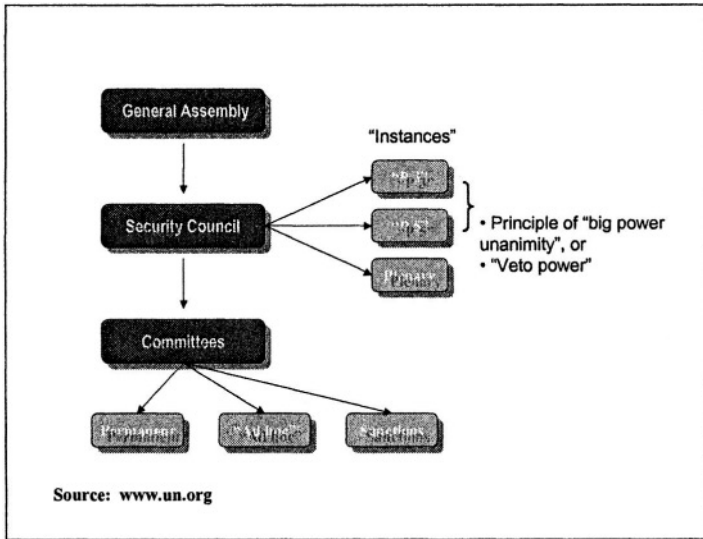 General Assembly
"Instances"
Security Council
• Principle of "big power
unanimity", or
• "Veto power"
Plenary
Committees
Permanent
"Ad hoc"
Sanctions
Source: www.un.org